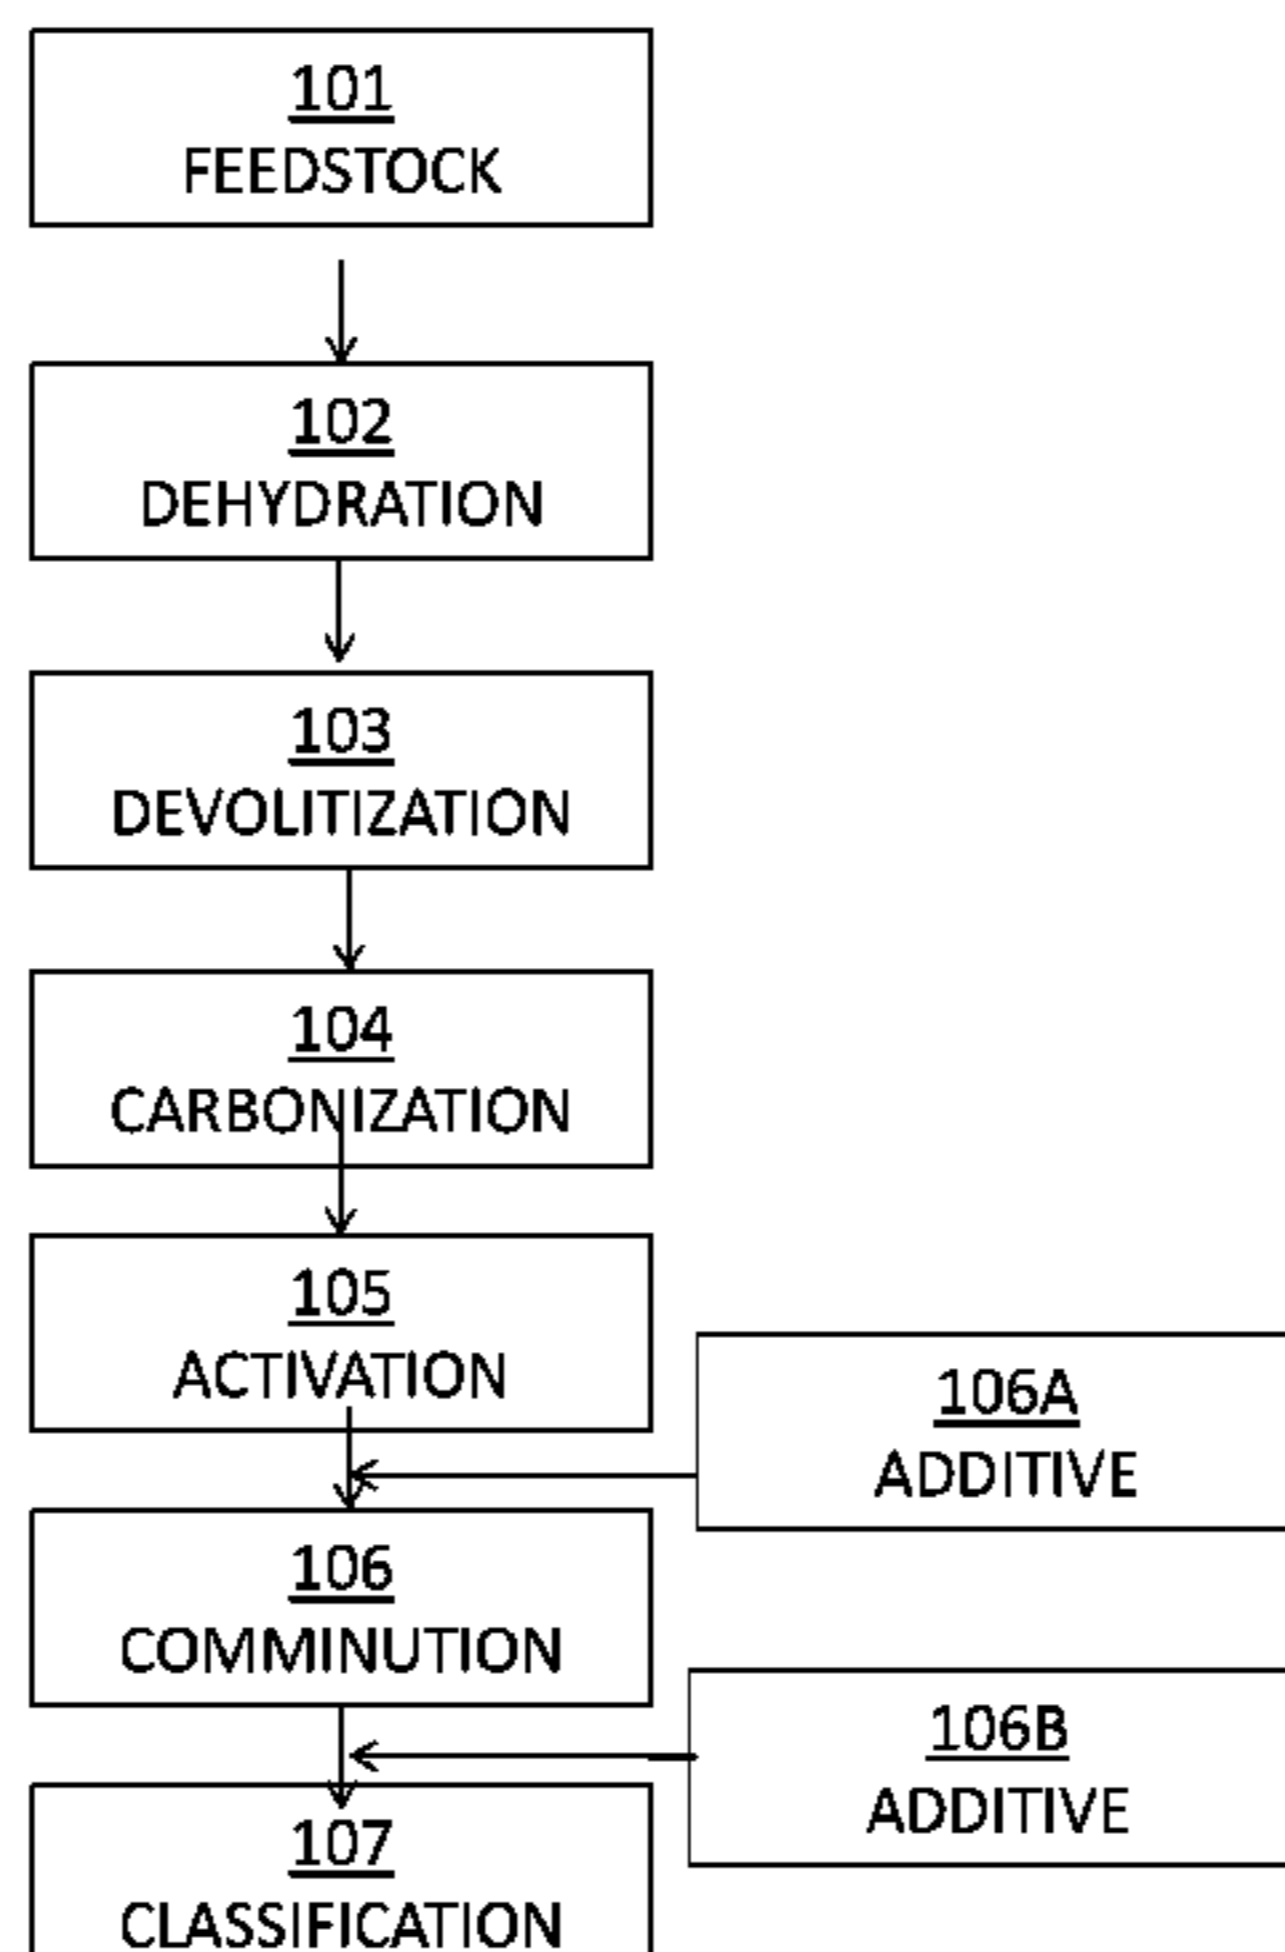 101
FEEDSTOCK
102
DEHYDRATION
103
DEVOLITIZATION
104
CARBONIZATION
105
ACTIVATION
106A
ADDITIVE
106
COMMINUTION
106B
ADDITIVE
107
CLASSIFICATION